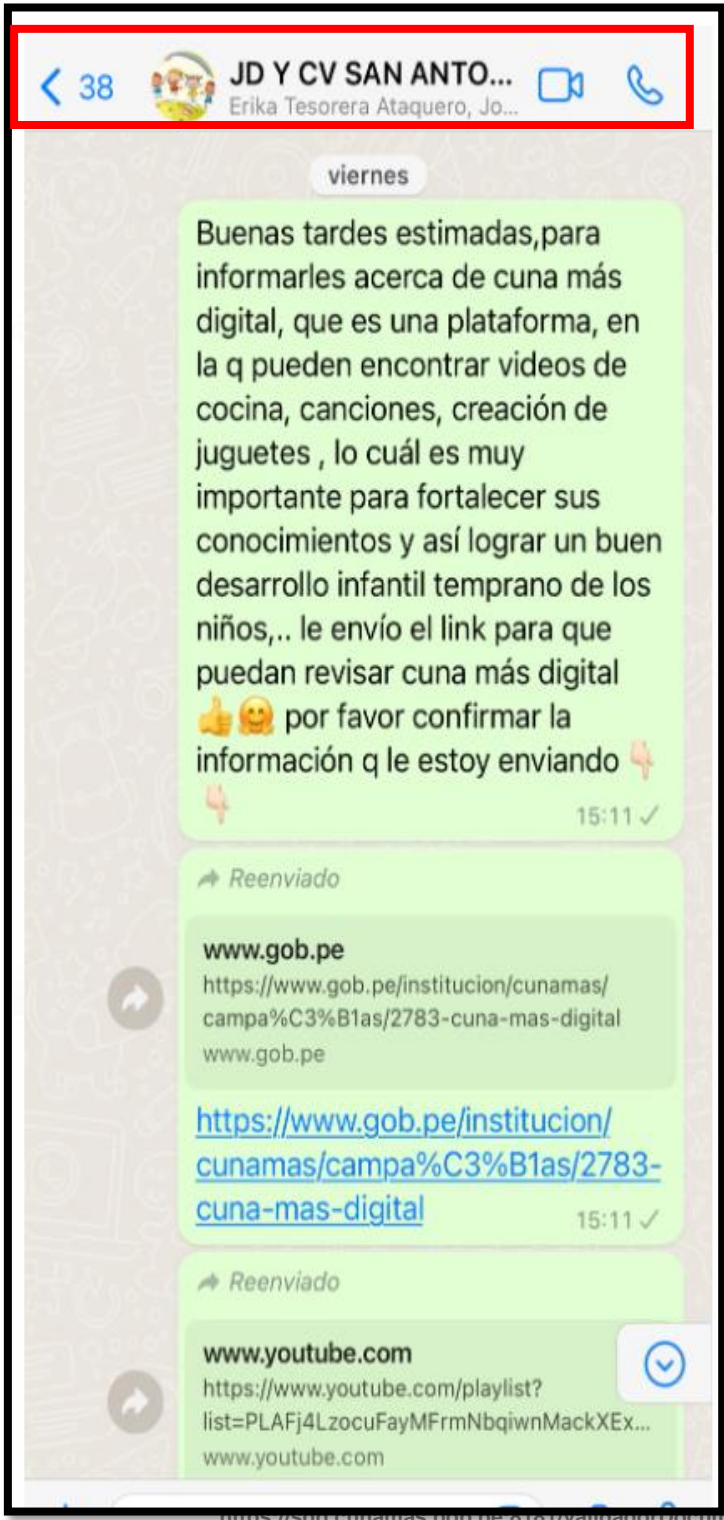 38
JD Y CV SAN ANTO...
Erika Tesorera Ataquero, Jo...
viernes
Buenas tardes estimadas,para
informarles acerca de cuna más
digital, que es una plataforma, en
la q pueden encontrar videos de
cocina, canciones, creación de
juguetes , lo cuál es muy
importante para fortalecer sus
conocimientos y así lograr un buen
desarrollo infantil temprano de los
niños,.. le envío el link para que
puedan revisar cuna más digital
👍🤗 por favor confirmar la
información q le estoy enviando 👇🏻
👇🏻
15:11
Reenviado
www.gob.pe
https://www.gob.pe/institucion/cunamas/
campa%C3%B1as/2783-cuna-mas-digital
www.gob.pe
https://www.gob.pe/institucion/
cunamas/campa%C3%B1as/2783-
cuna-mas-digital
15:11
Reenviado
www.youtube.com
https://www.youtube.com/playlist?
list=PLAFj4LzocuFayMFrmNbqiwnMackXEx...
www.youtube.com